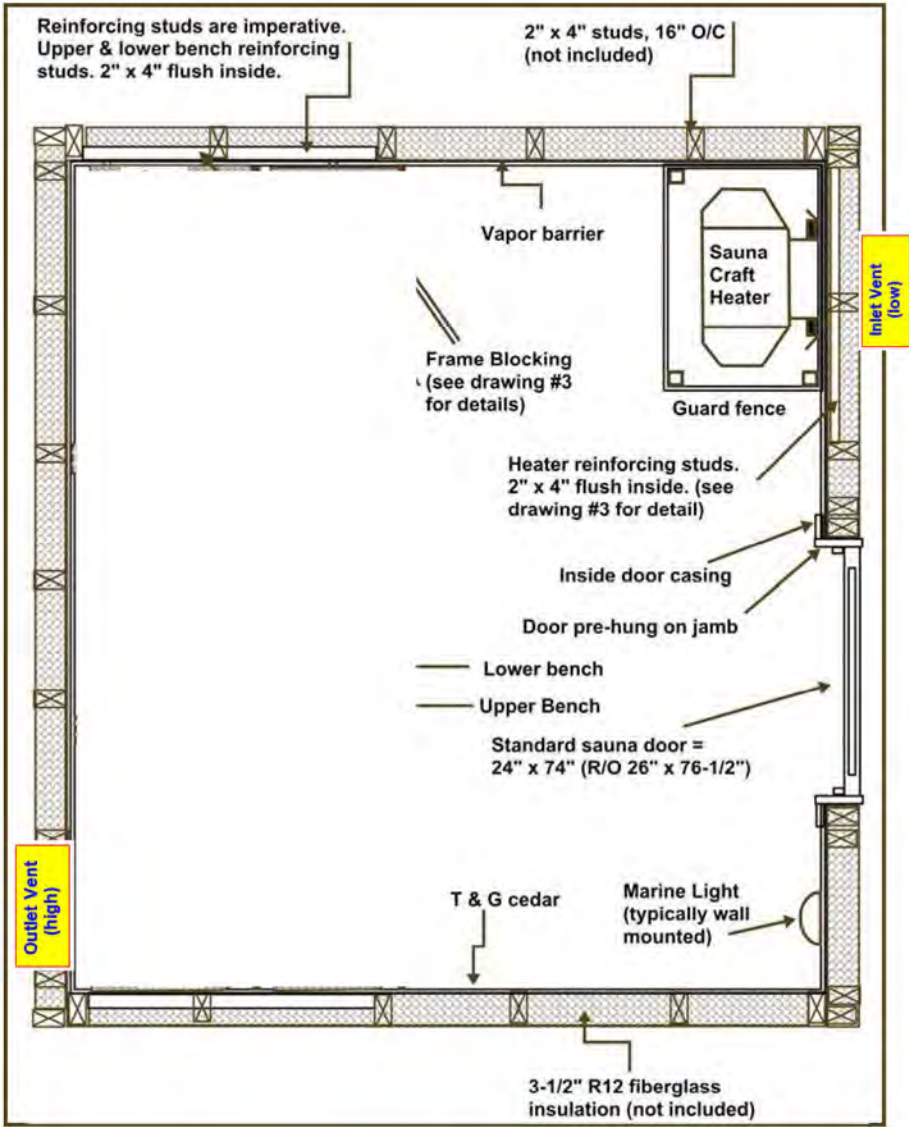 Reinforcing studs are imperative.
Upper & lower bench reinforcing
studs. 2" x 4" flush inside.
2" x 4" studs, 16" O/C
(not included)
Vapor barrier
Sauna
Craft
Heater
Inlet Vent
(low)
Frame Blocking
(see drawing #3
for details)
Guard fence
Heater reinforcing studs.
2" x 4" flush inside. (see
drawing #3 for detail)
Inside door casing
Door pre-hung on jamb
Lower bench
Upper Bench
Standard sauna door =
24" x 74" (R/O 26" x 76-1/2")
Outlet Vent
(high)
T & G cedar
Marine Light
(typically wall
mounted)
3-1/2" R12 fiberglass
insulation (not included)